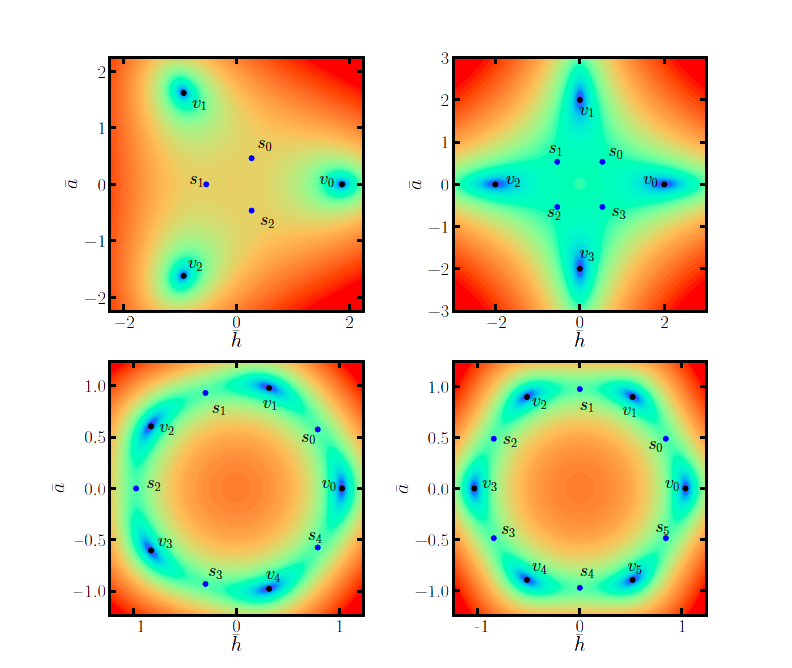 2
1
0
−1
−2
ā
−2
0
2
h̄
v₁
s₀
s₁
v₀
s₂
v₂
3
2
1
0
−1
−2
−3
ā
−2
0
2
h̄
v₁
s₁
s₀
v₂
v₀
s₂
s₃
v₃
1.0
0.5
0.0
−0.5
−1.0
ā
1
0
1
h̄
v₁
s₁
v₂
s₀
s₂
v₀
v₃
s₄
s₃
v₄
1.0
0.5
0.0
−0.5
−1.0
ā
-1
0
1
h̄
v₂
s₁
v₁
s₂
s₀
v₃
v₀
s₃
s₅
v₄
s₄
v₅